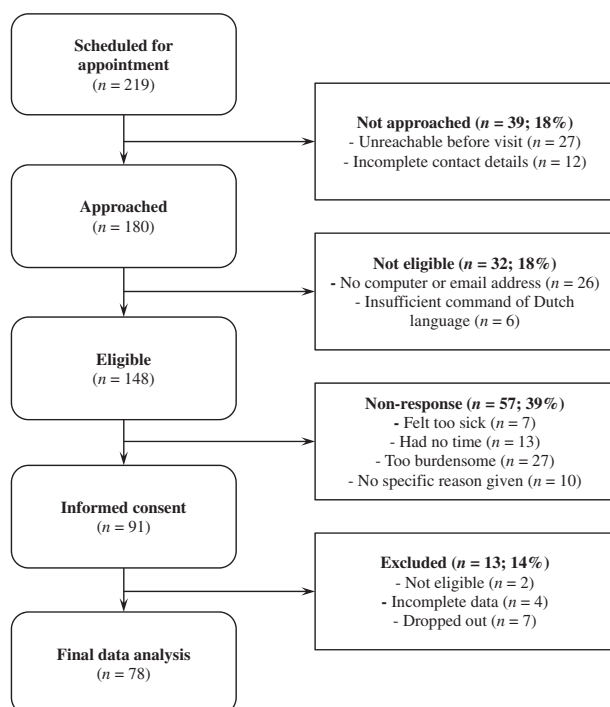 Scheduled for
appointment
(n = 219)
Not approached (n = 39; 18%)
- Unreachable before visit (n = 27)
- Incomplete contact details (n = 12)
Approached
(n = 180)
Not eligible (n = 32; 18%)
- No computer or email address (n = 26)
- Insufficient command of Dutch
language (n = 6)
Eligible
(n = 148)
Non-response (n = 57; 39%)
- Felt too sick (n = 7)
- Had no time (n = 13)
- Too burdensome (n = 27)
- No specific reason given (n = 10)
Informed consent
(n = 91)
Excluded (n = 13; 14%)
- Not eligible (n = 2)
- Incomplete data (n = 4)
- Dropped out (n = 7)
Final data analysis
(n = 78)